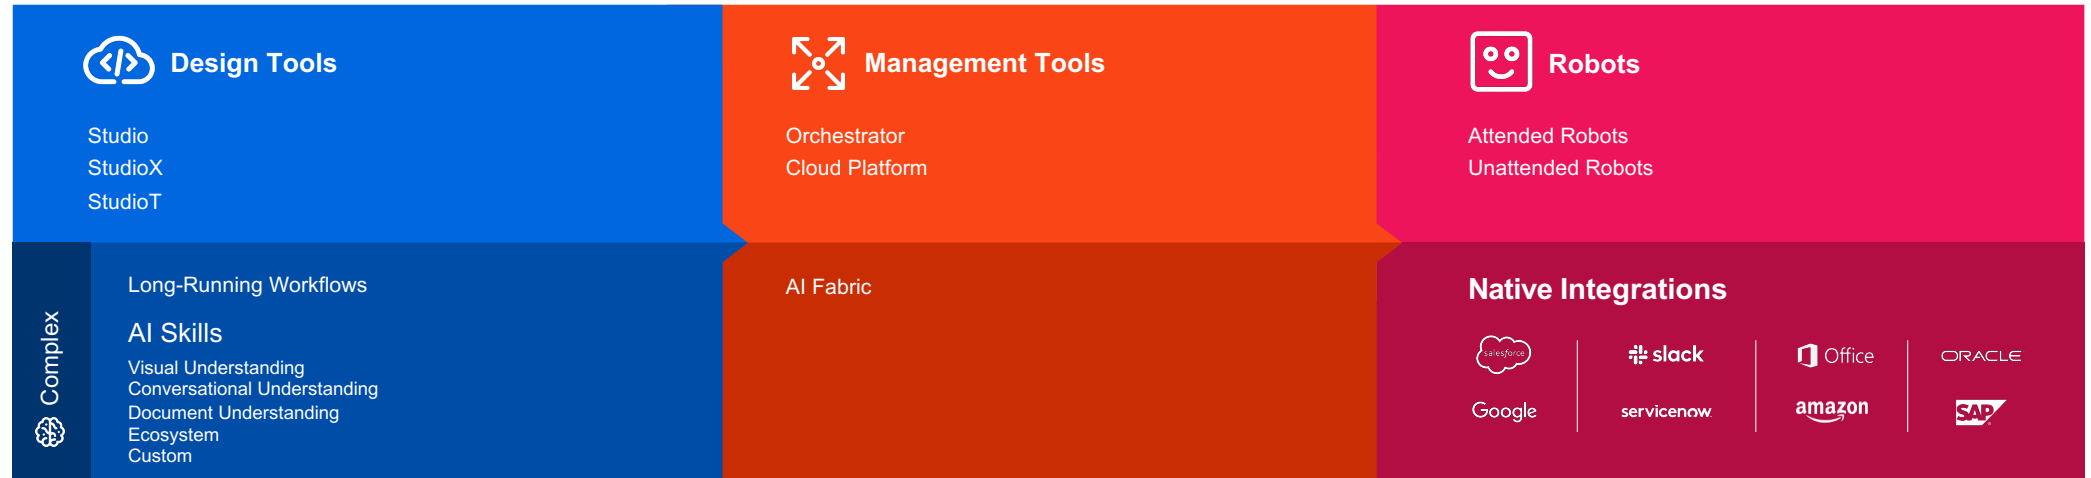 Design Tools
Studio
StudioX
StudioT
Management Tools
Orchestrator
Cloud Platform
Robots
Attended Robots
Unattended Robots
Complex
Long-Running Workflows
AI Skills
Visual Understanding
Conversational Understanding
Document Understanding
Ecosystem
Custom
AI Fabric
Native Integrations
salesforce
slack
Office
ORACLE
Google
servicenow
amazon
SAP